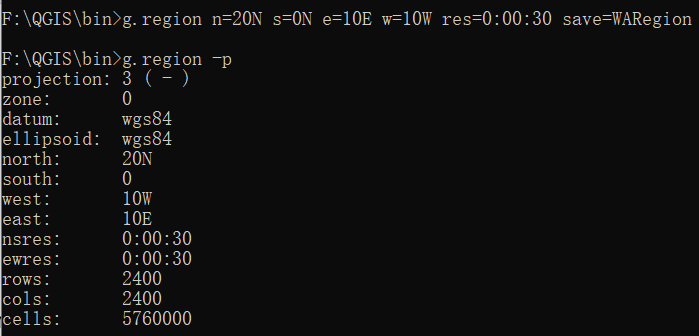 F:\QGIS\bin>g.region n=20N s=0N e=10E w=10W res=0:00:30 save=WARegion
F:\QGIS\bin>g.region -p
projection: 3 ( - )
zone: 0
datum: wgs84
ellipsoid: wgs84
north: 20N
south: 0
west: 10W
east: 10E
nsres: 0:00:30
ewres: 0:00:30
rows: 2400
cols: 2400
cells: 5760000